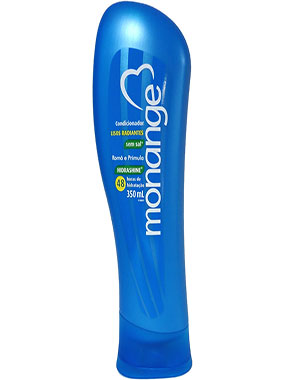 monange
Condicionador
LISOS RADIANTES
sem sal*
Romã e Prímula
HIDRASHINE*
48 horas de
hidratação
350 mL